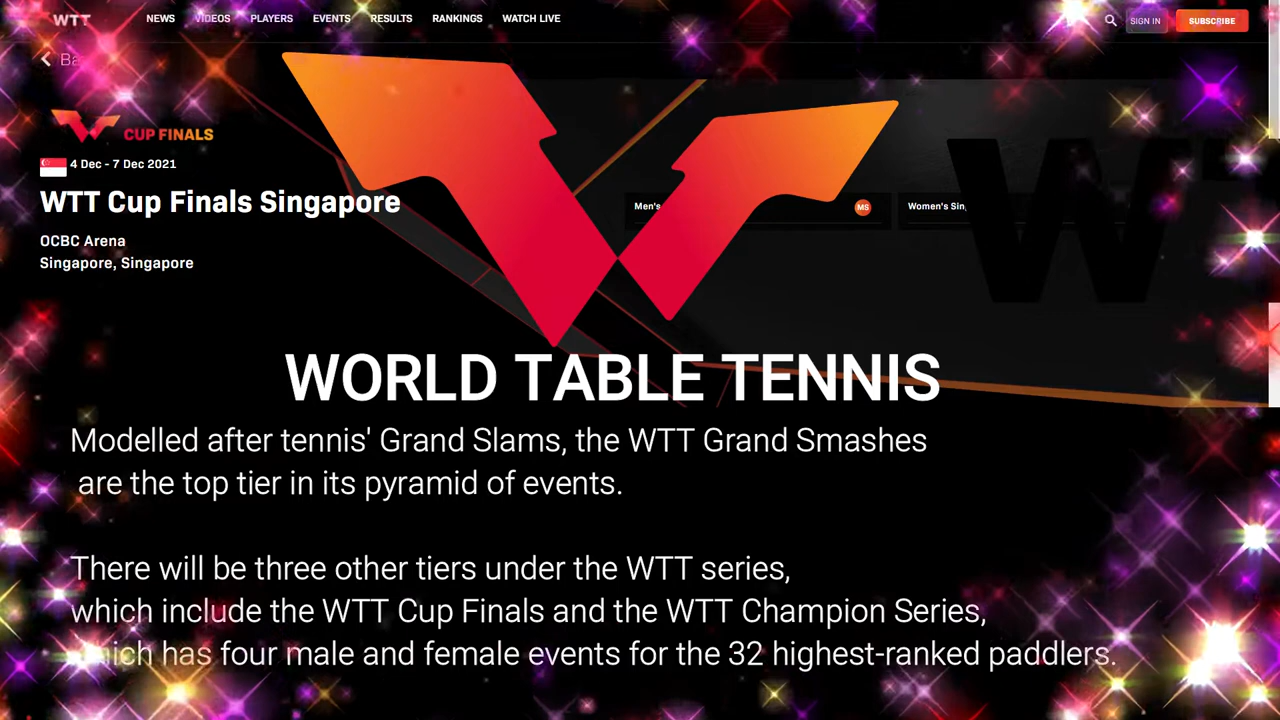 WTT NEWS VIDEOS PLAYERS EVENTS RESULTS RANKINGS WATCH LIVE SIGN IN SUBSCRIBE
CUP FINALS
4 Dec - 7 Dec 2021
WTT Cup Finals Singapore
Men's MS Women's
OCBC Arena
Singapore, Singapore
WORLD TABLE TENNIS
Modelled after tennis' Grand Slams, the WTT Grand Smashes
are the top tier in its pyramid of events.
There will be three other tiers under the WTT series,
which include the WTT Cup Finals and the WTT Champion Series,
which has four male and female events for the 32 highest-ranked paddlers.